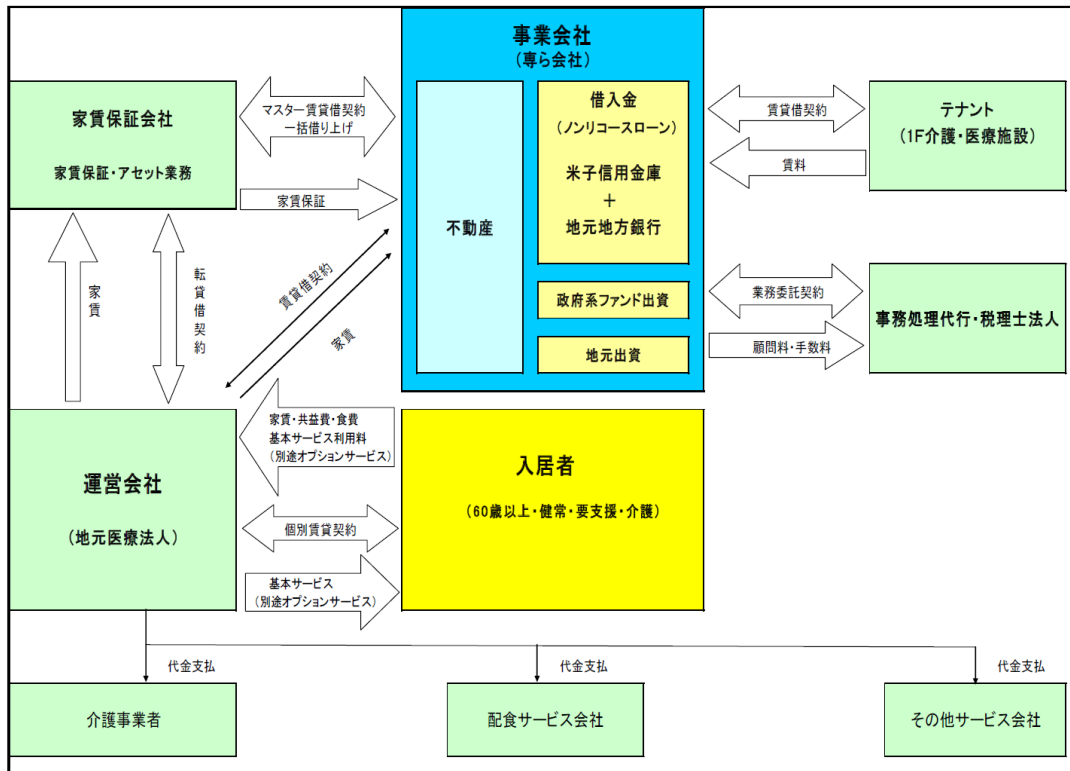 事業会社
(専ら会社)
家賃保証会社
家賃保証・アセット業務
マスター賃貸借契約
一括借り上げ
家賃保証
不動産
借入金
(ノンリコースローン)
米子信用金庫
+
地元地方銀行
政府系ファンド出資
地元出資
賃貸借契約
賃料
テナント
(1F介護・医療施設)
業務委託契約
顧問料・手数料
事務処理代行・税理士法人
家賃
転貸借契約
賃貸借契約
家賃
運営会社
(地元医療法人)
家賃・共益費・食費
基本サービス利用料
(別途オプションサービス)
個別賃貸契約
基本サービス
(別途オプションサービス)
入居者
(60歳以上・健常・要支援・介護)
代金支払
代金支払
代金支払
介護事業者
配食サービス会社
その他サービス会社